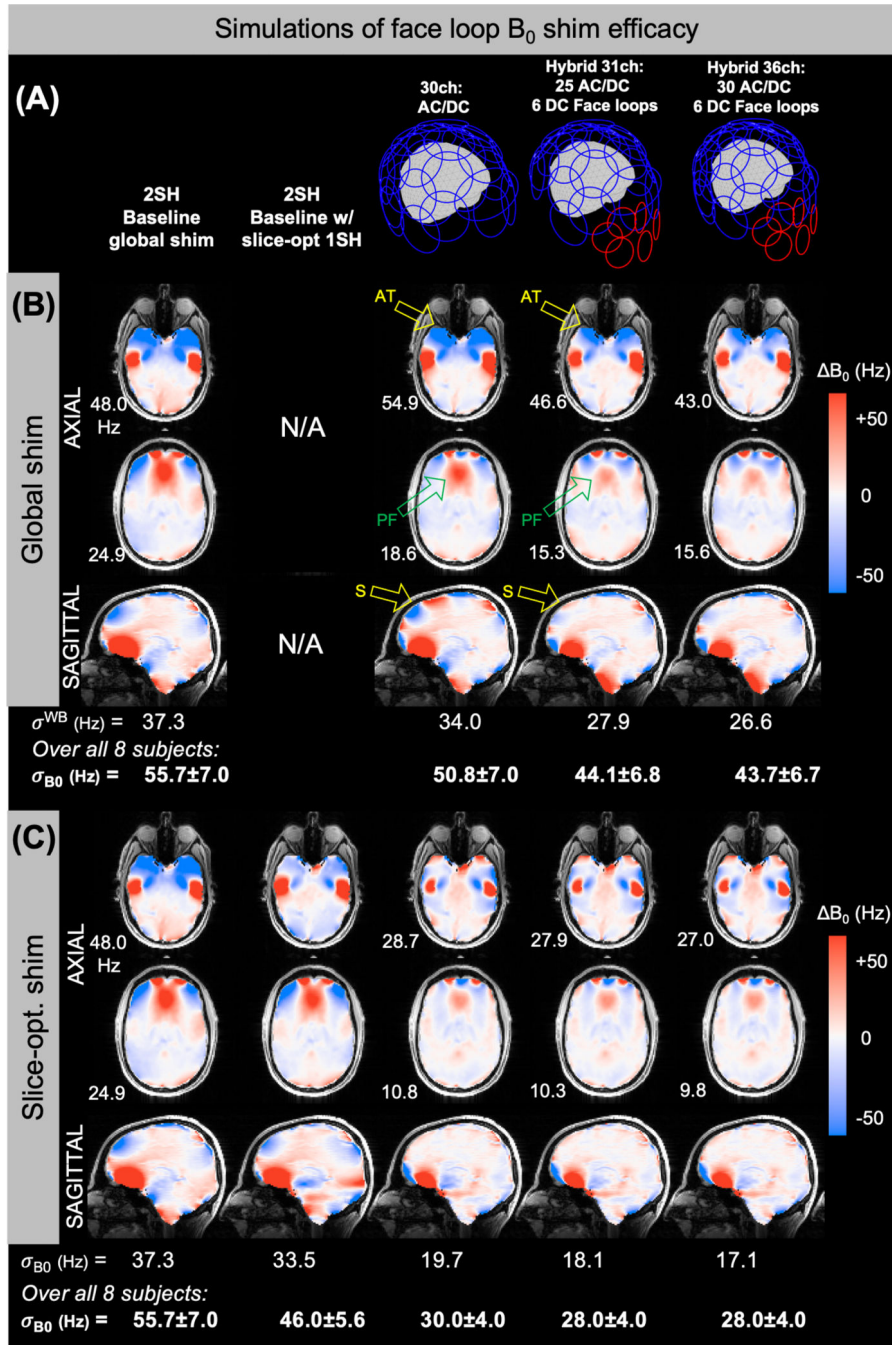 Simulations of face loop B₀ shim efficacy
(A)
30ch:
AC/DC
Hybrid 31ch:
25 AC/DC
6 DC Face loops
Hybrid 36ch:
30 AC/DC
6 DC Face loops
2SH
Baseline
global shim
2SH
Baseline w/
slice-opt 1SH
(B)
Global shim
AXIAL
AT
AT
48.0
Hz
N/A
54.9
46.6
43.0
PF
PF
24.9
18.6
15.3
15.6
SAGITTAL
N/A
S
S
ΔB₀ (Hz)
+50
0
-50
σᵂᴮ (Hz) = 37.3 34.0 27.9 26.6
Over all 8 subjects:
σB0 (Hz) = 55.7±7.0 50.8±7.0 44.1±6.8 43.7±6.7
(C)
Slice-opt. shim
AXIAL
48.0
Hz
28.7
27.9
27.0
24.9
10.8
10.3
9.8
SAGITTAL
ΔB₀ (Hz)
+50
0
-50
σB0 (Hz) = 37.3 33.5 19.7 18.1 17.1
Over all 8 subjects:
σB0 (Hz) = 55.7±7.0 46.0±5.6 30.0±4.0 28.0±4.0 28.0±4.0